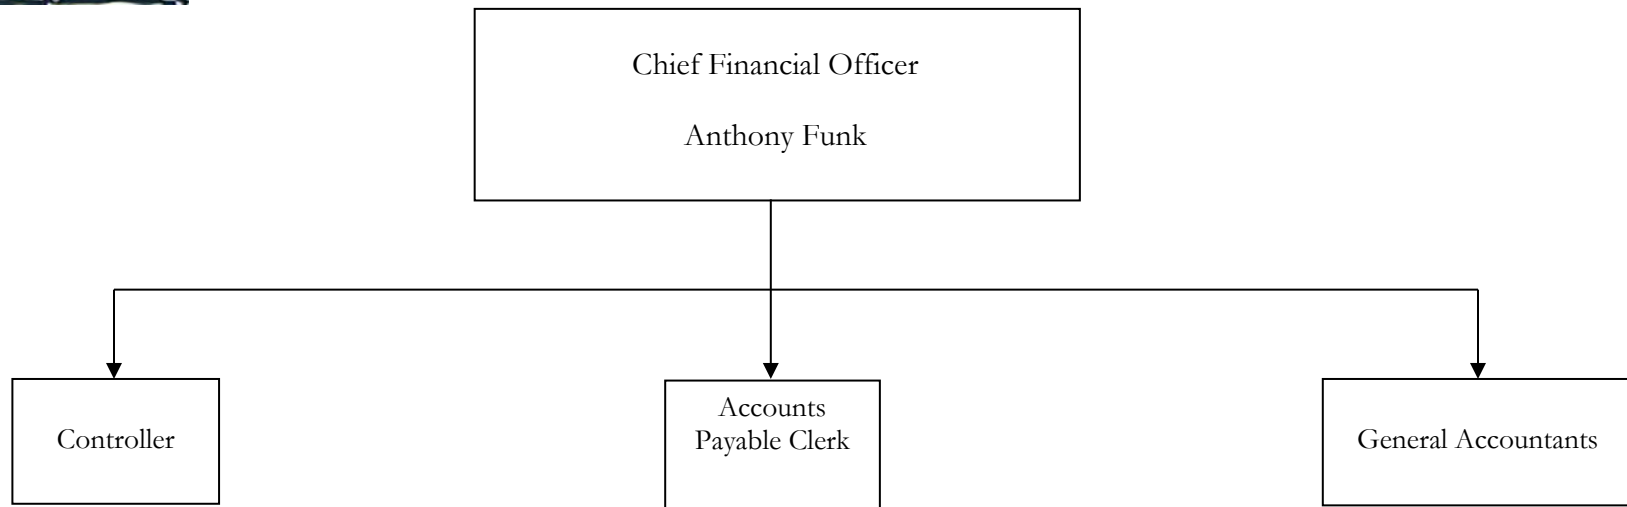 Chief Financial Officer
Anthony Funk
Controller
Accounts
Payable Clerk
General Accountants